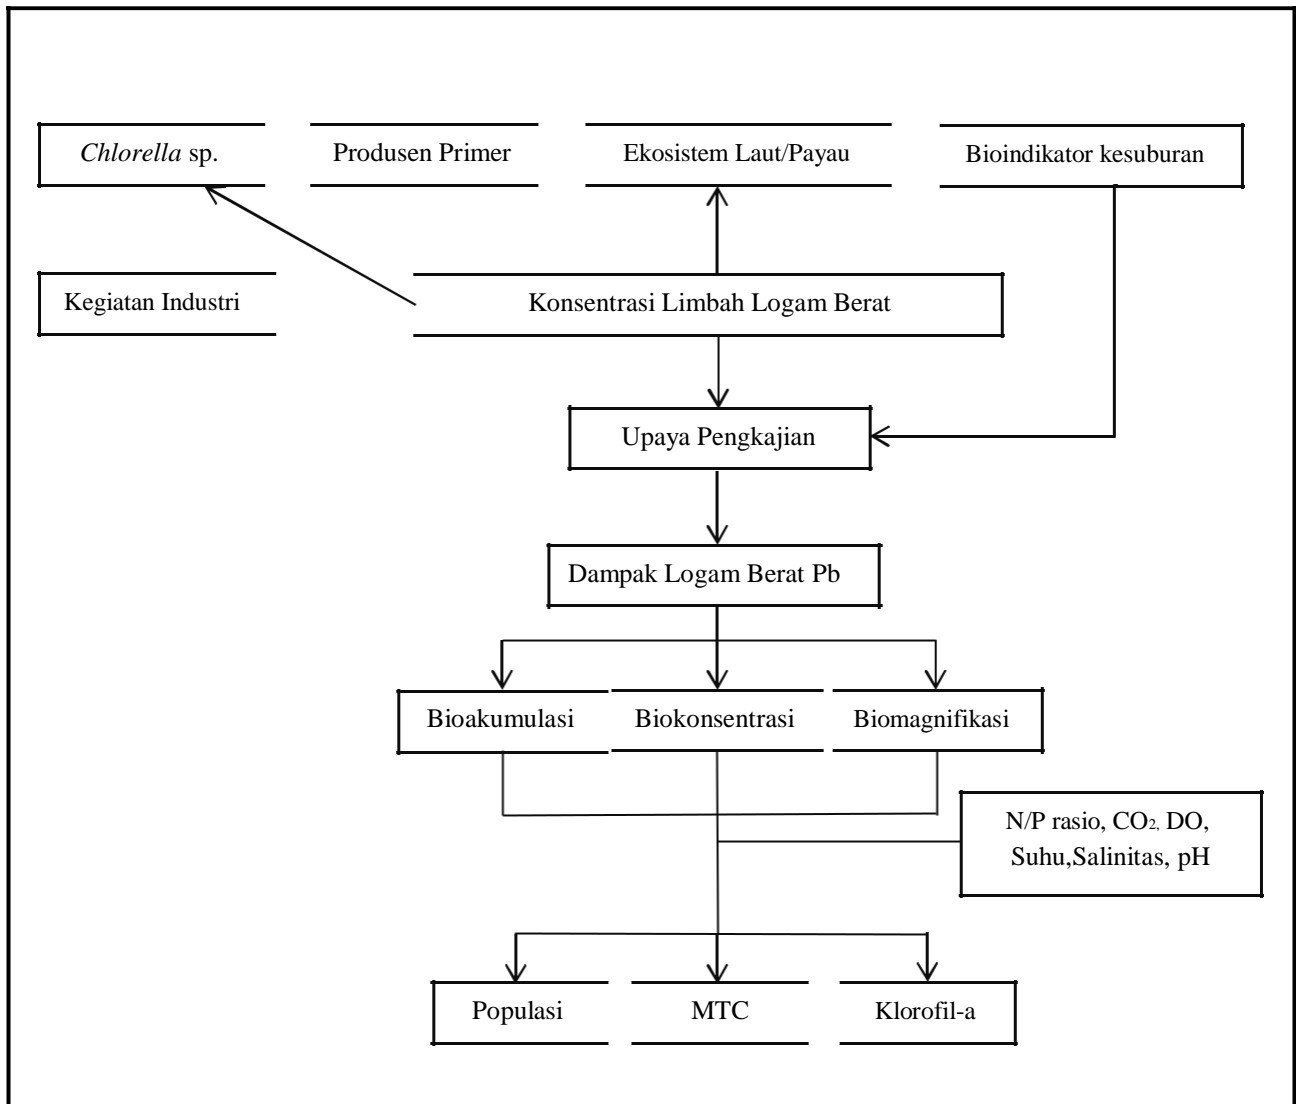 Chlorella sp.
Produsen Primer
Ekosistem Laut/Payau
Bioindikator kesuburan
Kegiatan Industri
Konsentrasi Limbah Logam Berat
Upaya Pengkajian
Dampak Logam Berat Pb
Bioakumulasi
Biokonsentrasi
Biomagnifikasi
N/P rasio, CO₂, DO,
Suhu,Salinitas, pH
Populasi
MTC
Klorofil-a